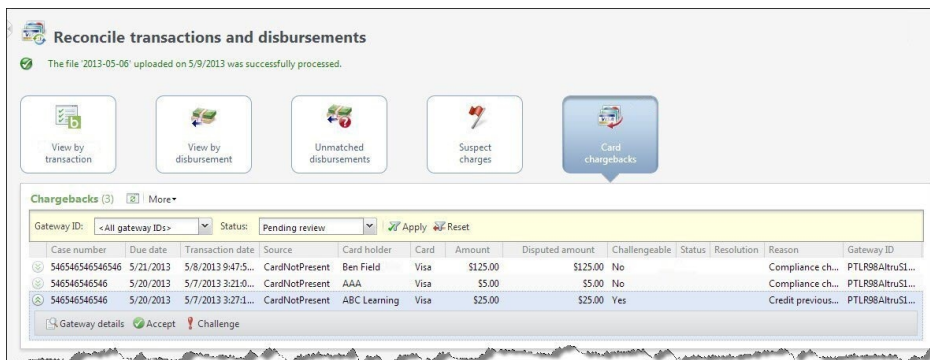 Reconcile transactions and disbursements
The file '2013-05-06' uploaded on 5/9/2013 was successfully processed.
View by transaction
View by disbursement
Unmatched disbursements
Suspect charges
Card chargebacks
Chargebacks (3) More
Gateway ID: <All gateway IDs> Status: Pending review Apply Reset
Case number Due date Transaction date Source Card holder Card Amount Disputed amount Challengeable Status Resolution Reason Gateway ID
546546546546546 5/21/2013 5/8/2013 9:47:5... CardNotPresent Ben Field Visa $125.00 $125.00 No Compliance ch... PTLR98AltruS1...
546546546546 5/20/2013 5/7/2013 3:21:0... CardNotPresent AAA Visa $5.00 $5.00 No Compliance ch... PTLR98AltruS1...
546546546546 5/20/2013 5/7/2013 3:27:1... CardNotPresent ABC Learning Visa $25.00 $25.00 Yes Credit previous... PTLR98AltruS1...
Gateway details Accept Challenge